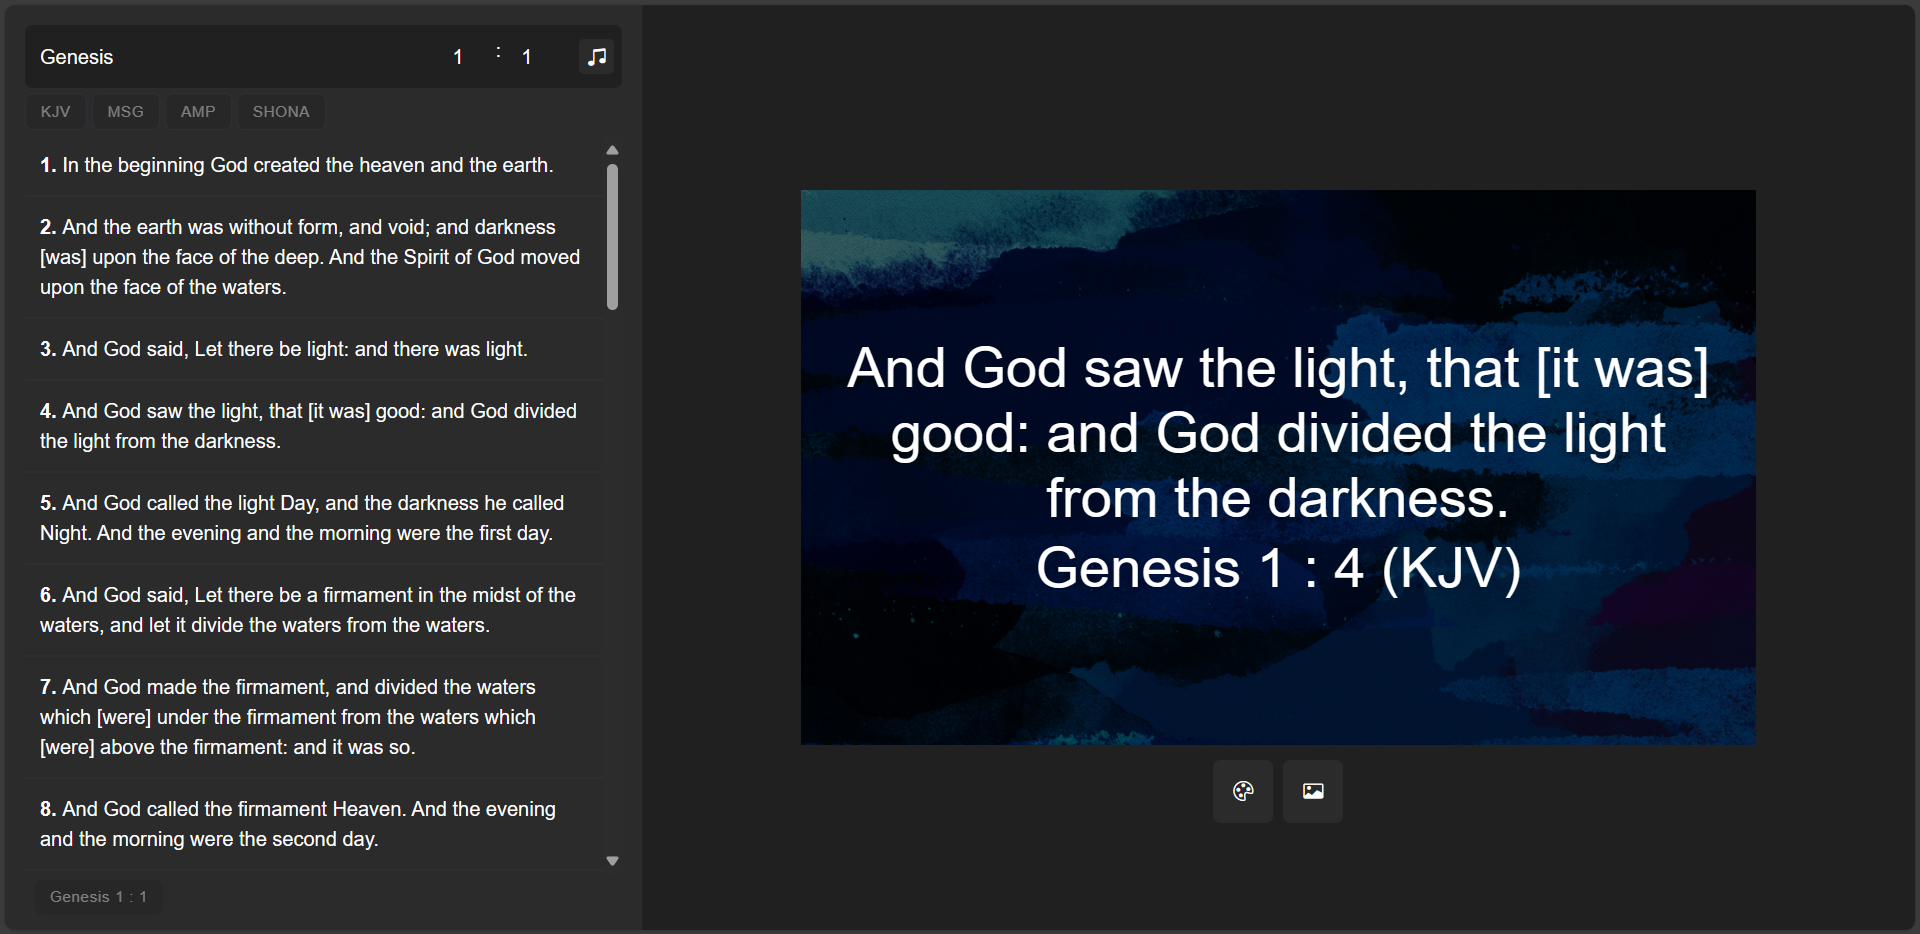 Genesis 1 : 1
KJV MSG AMP SHONA
1. In the beginning God created the heaven and the earth.
2. And the earth was without form, and void; and darkness
[was] upon the face of the deep. And the Spirit of God moved
upon the face of the waters.
3. And God said, Let there be light: and there was light.
4. And God saw the light, that [it was] good: and God divided
the light from the darkness.
5. And God called the light Day, and the darkness he called
Night. And the evening and the morning were the first day.
6. And God said, Let there be a firmament in the midst of the
waters, and let it divide the waters from the waters.
7. And God made the firmament, and divided the waters
which [were] under the firmament from the waters which
[were] above the firmament: and it was so.
8. And God called the firmament Heaven. And the evening
and the morning were the second day.
Genesis 1 : 1
And God saw the light, that [it was]
good: and God divided the light
from the darkness.
Genesis 1 : 4 (KJV)